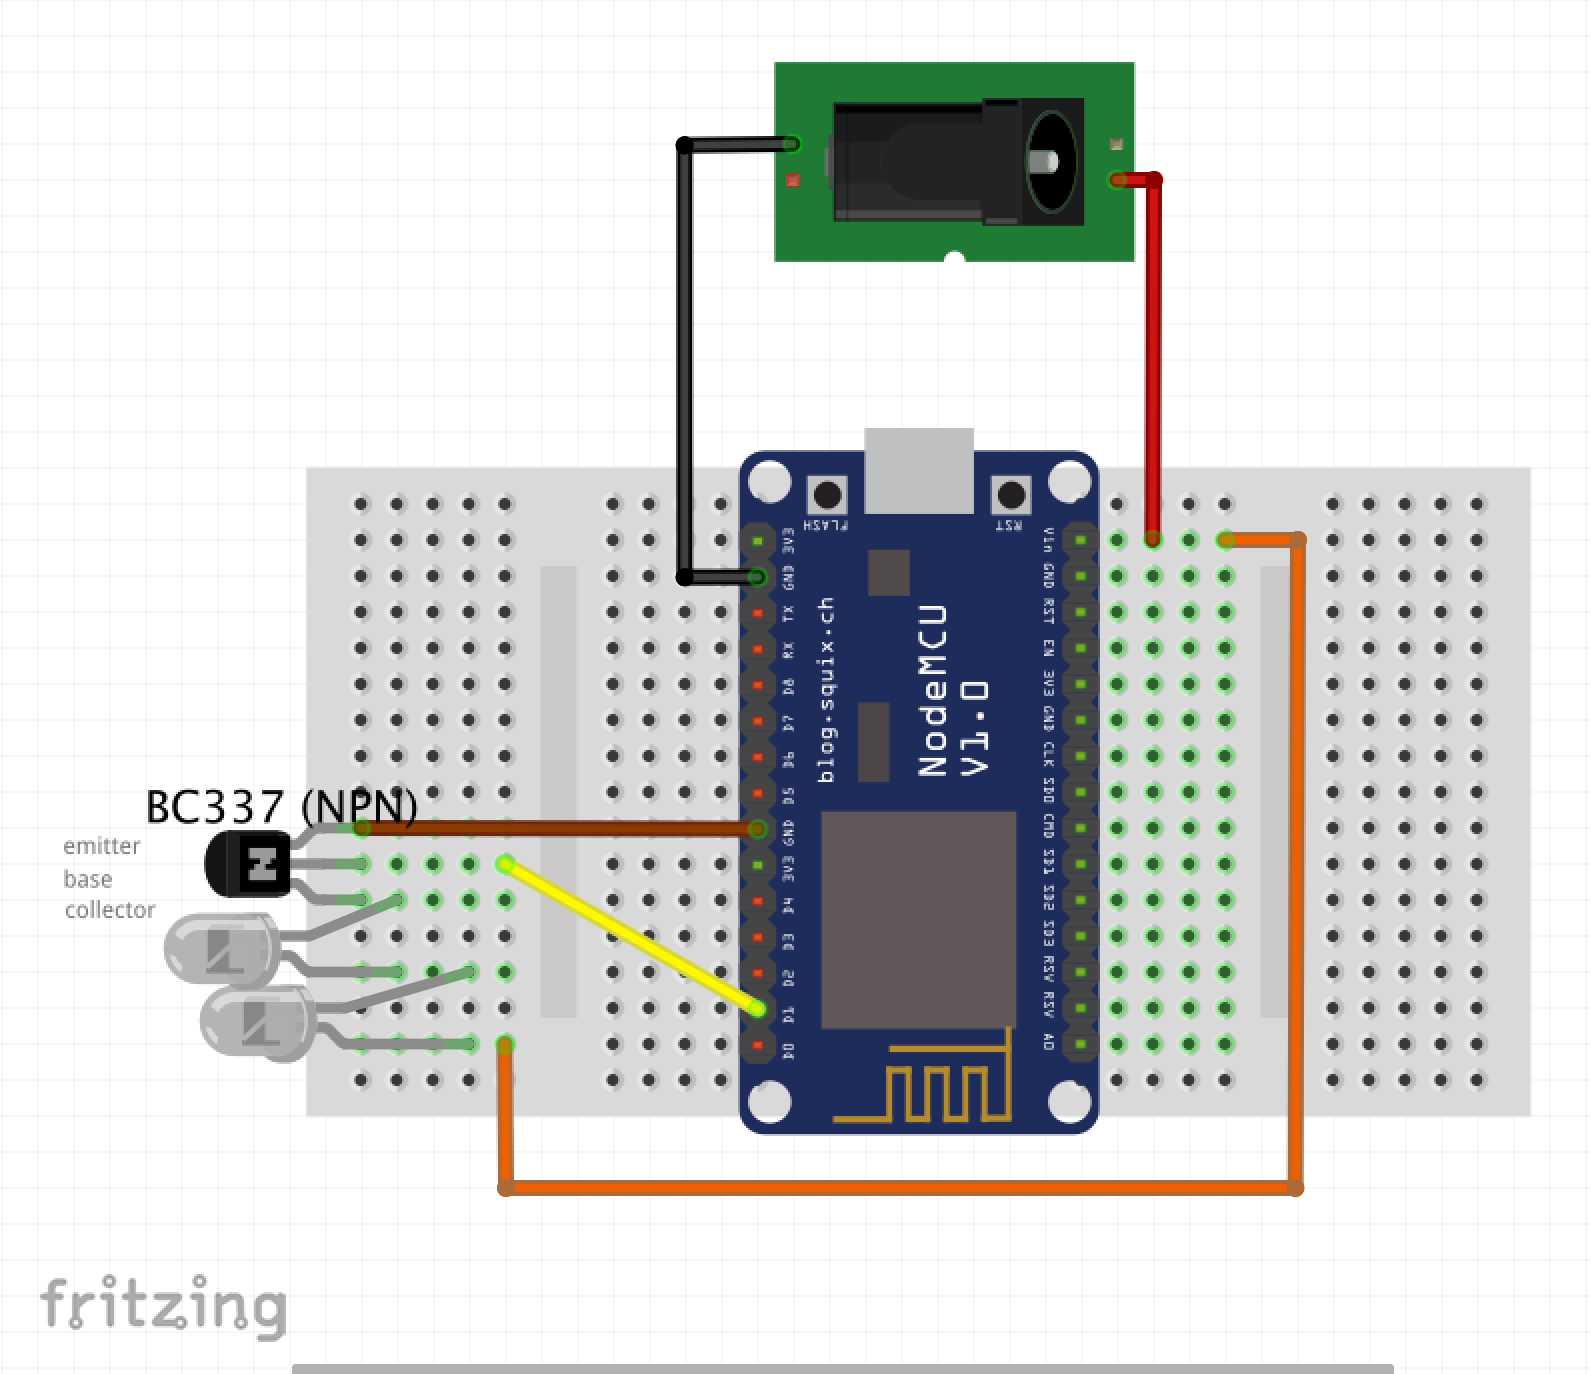 FLASH
RST
3V3
GND
TX
RX
D8
D7
D6
D5
GND
3V3
D4
D3
D2
D1
D0
Vin
GND
RST
EN
3V3
GND
CLK
SD0
CMD
SD1
SD2
SD3
RSV
RSV
A0
blog.squix.ch
NodeMCU
V1.0
BC337 (NPN)
emitter
base
collector
fritzing